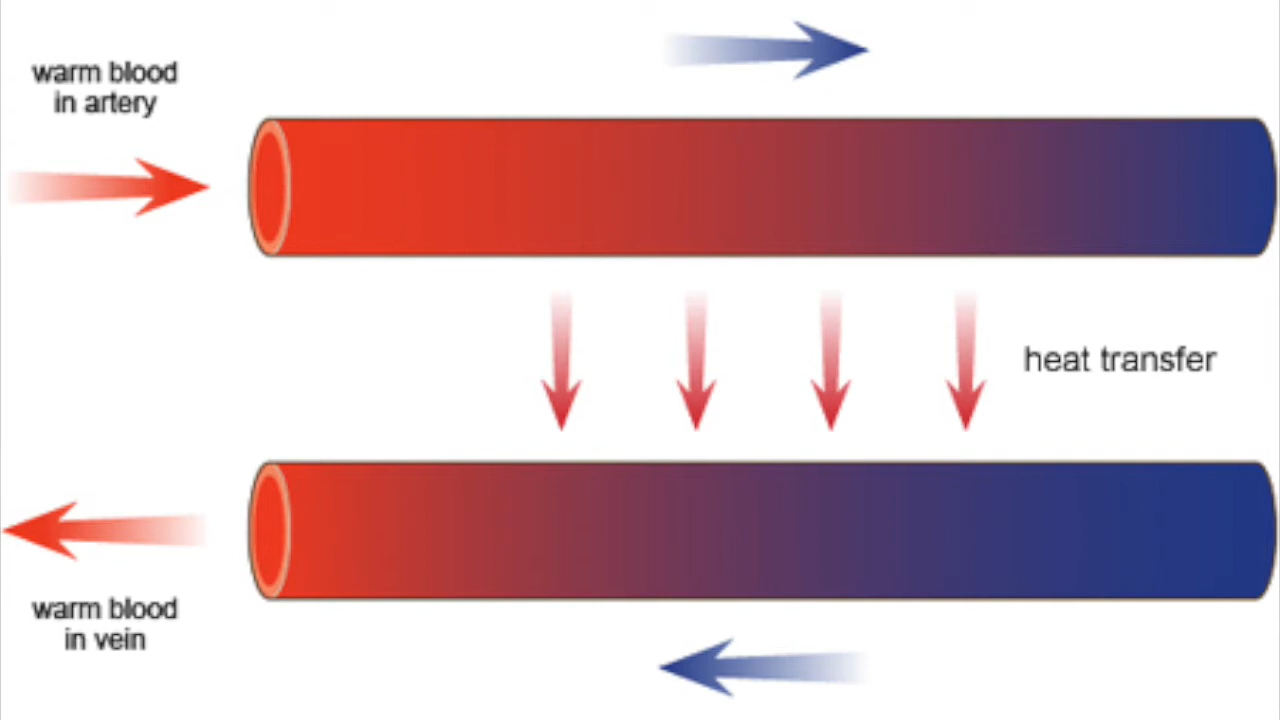 warm blood
in artery
heat transfer
warm blood
in vein